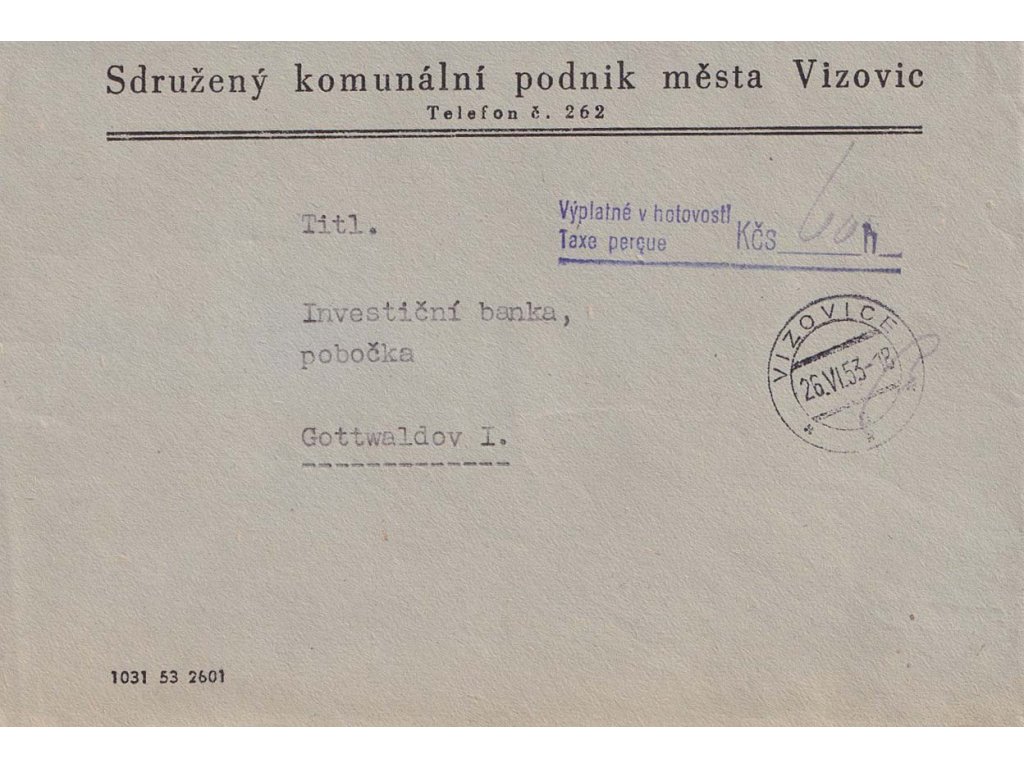 Sdružený komunální podnik města Vizovic
Telefon č. 262
Titl.
Výplatné v hotovosti
Taxe perçue Kčs
Investiční banka,
pobočka
Gottwaldov I.
VIZOVICE
26.VI.53-18
1031 53 2601